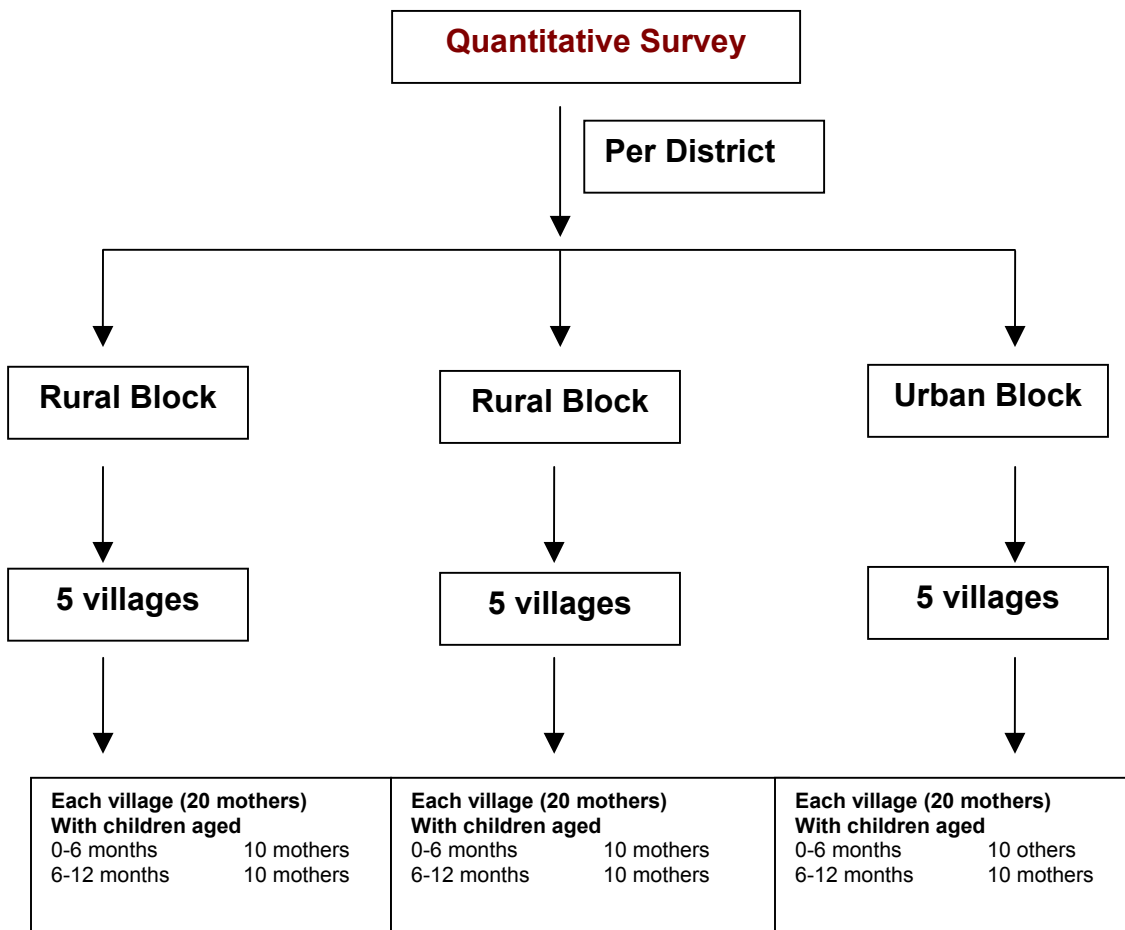 Quantitative Survey
Per District
Rural Block
Rural Block
Urban Block
5 villages
5 villages
5 villages
Each village (20 mothers)
With children aged
0-6 months 10 mothers
6-12 months 10 mothers
Each village (20 mothers)
With children aged
0-6 months 10 mothers
6-12 months 10 mothers
Each village (20 mothers)
With children aged
0-6 months 10 others
6-12 months 10 mothers